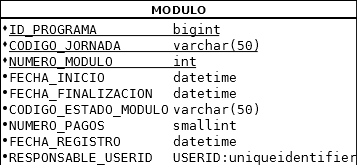 MODULO
ID_PROGRAMA bigint
CODIGO_JORNADA varchar(50)
NUMERO_MODULO int
FECHA_INICIO datetime
FECHA_FINALIZACION datetime
CODIGO_ESTADO_MODULO varchar(50)
NUMERO_PAGOS smallint
FECHA_REGISTRO datetime
RESPONSABLE_USERID USERID:uniqueidentifier